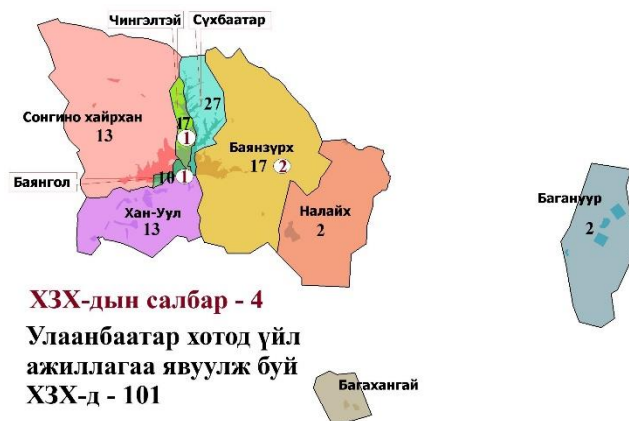 Чингэлтэй
Сүхбаатар
27
Сонгино хайрхан
13
17
1
Баянзүрх
17
2
Баянгол
10
1
Хан-Уул
13
Налайх
2
Багануур
2
ХЗХ-дын салбар - 4
Улаанбаатар хотод үйл
ажиллагаа явуулж буй
ХЗХ-д - 101
Багахангай